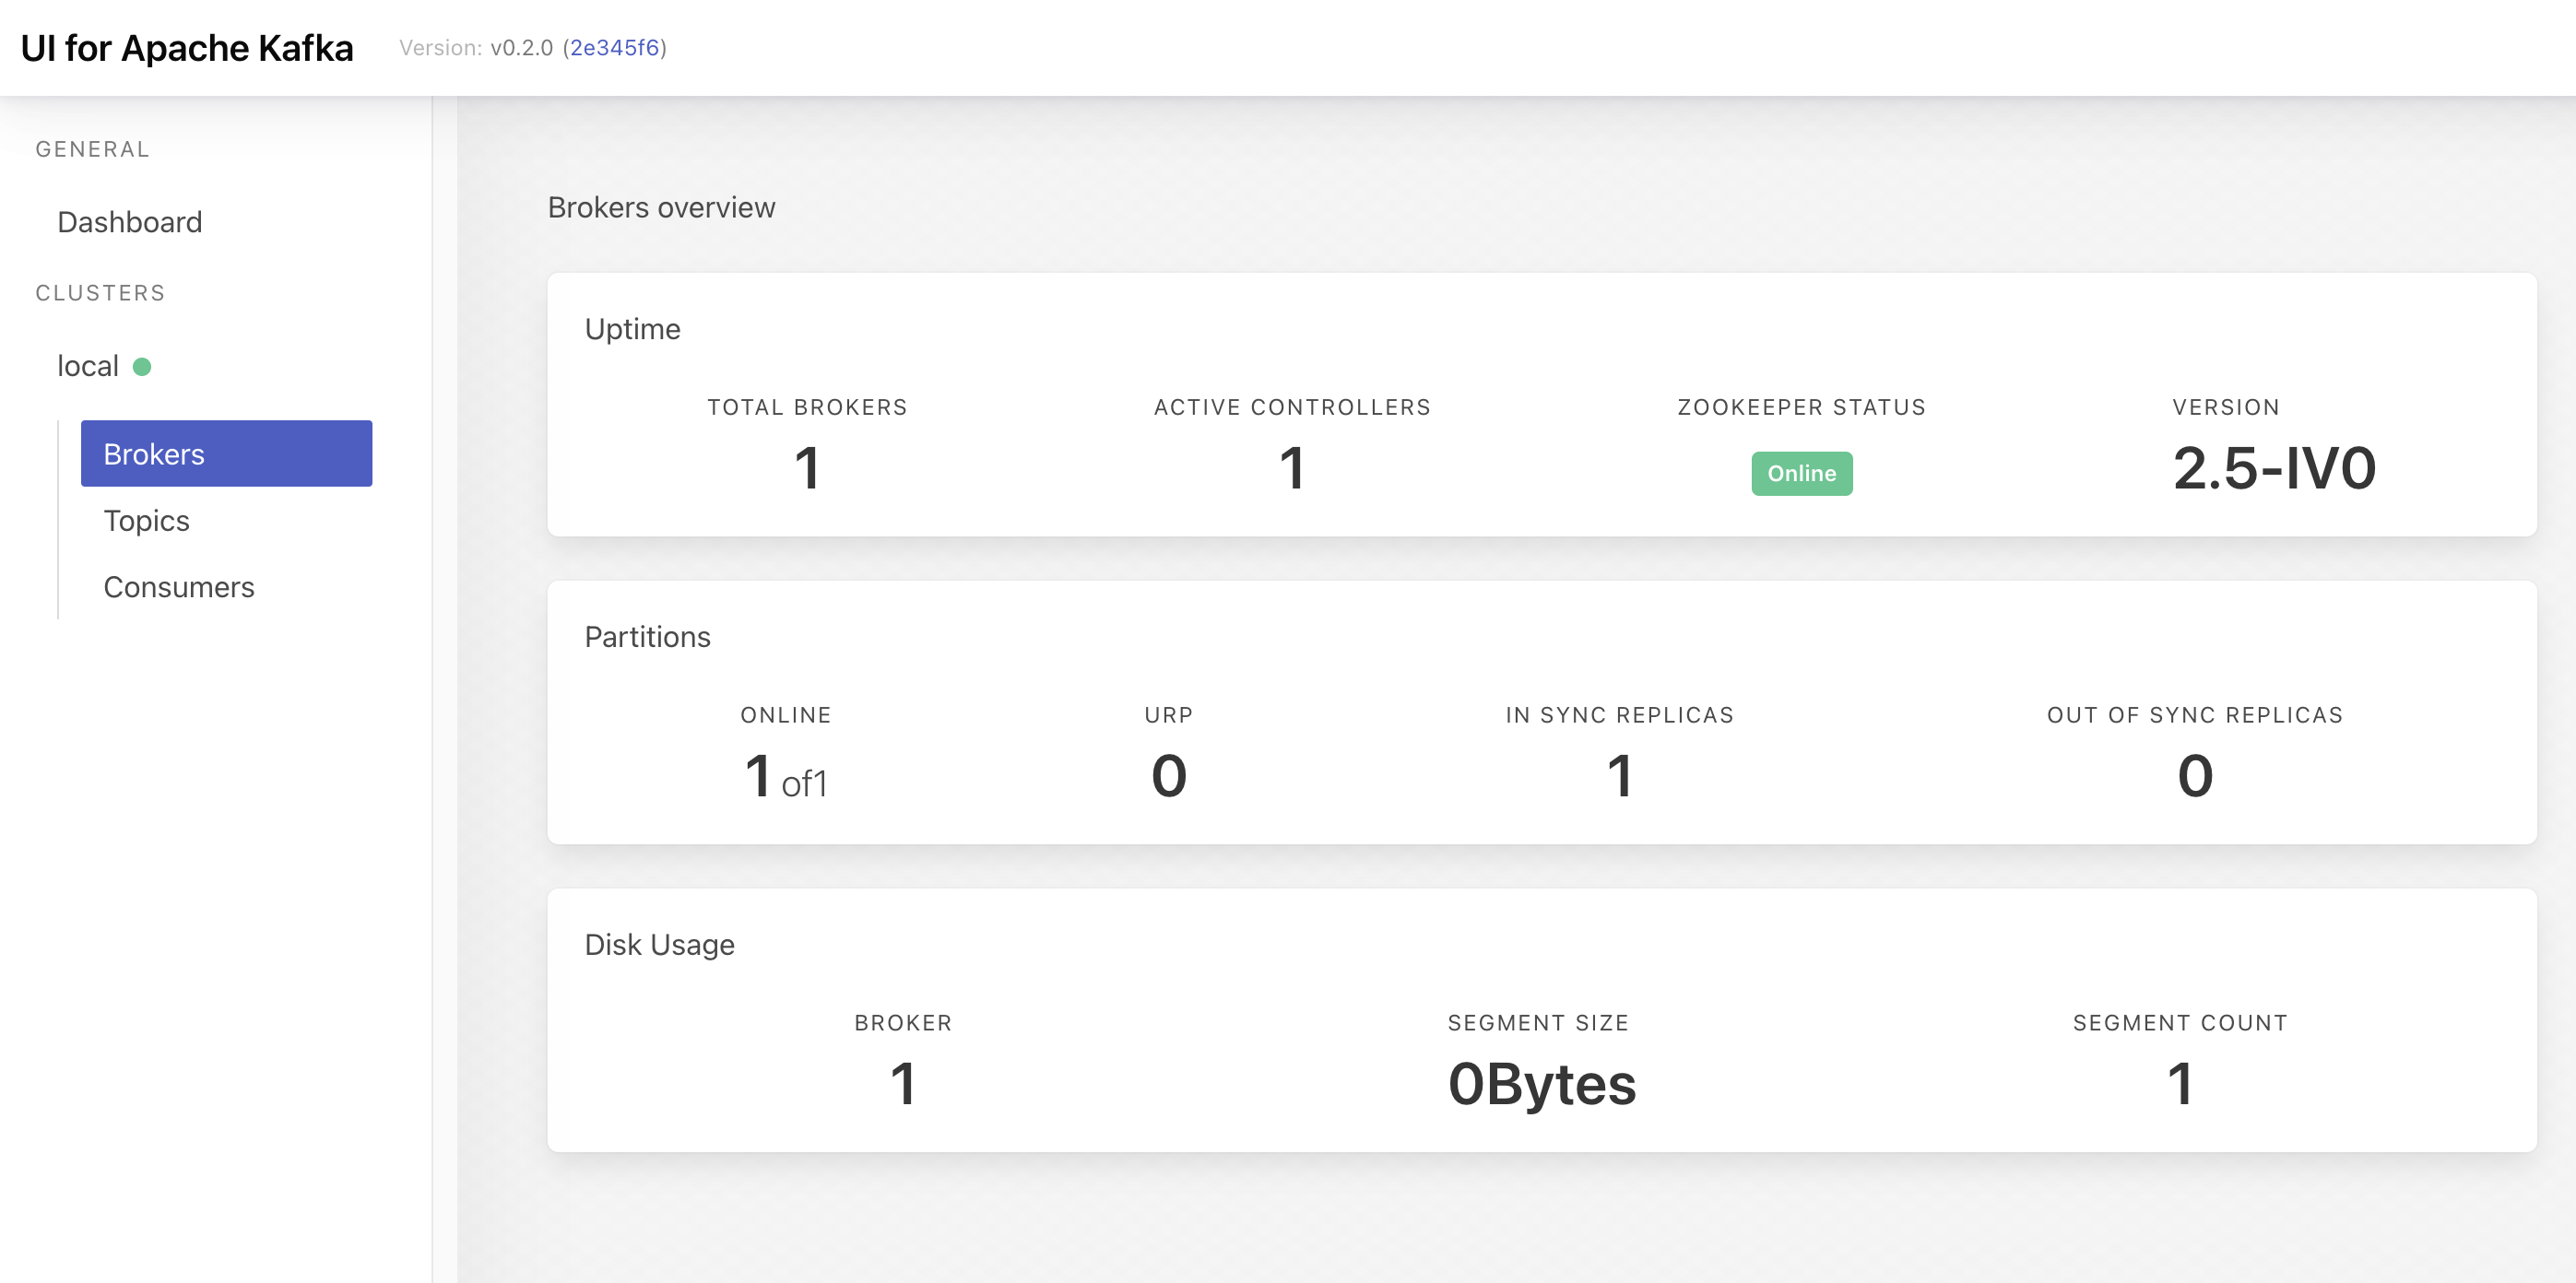 UI for Apache Kafka Version: v0.2.0 (2e345f6)
GENERAL
Dashboard
CLUSTERS
local
Brokers
Topics
Consumers
Brokers overview
Uptime
TOTAL BROKERS ACTIVE CONTROLLERS ZOOKEEPER STATUS VERSION
1 1 Online 2.5-IV0
Partitions
ONLINE URP IN SYNC REPLICAS OUT OF SYNC REPLICAS
1 of1 0 1 0
Disk Usage
BROKER SEGMENT SIZE SEGMENT COUNT
1 0Bytes 1